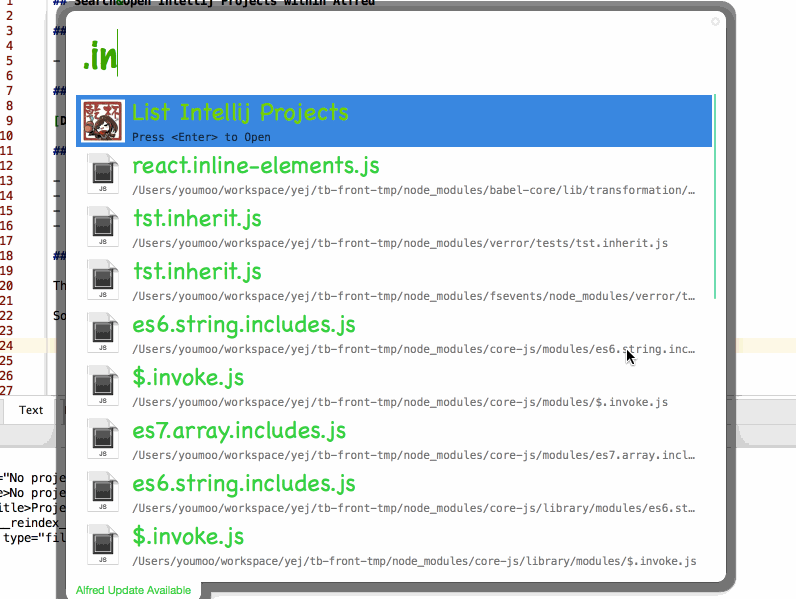 1
2
3
4
5
6
7
8
9
10
11
12
13
14
15
16
17
18
19
20
21
22
23
24
25
26
27
## Search&Open Intellij Projects within Alfred
##
-
##
[D
##
-
-
-
-
##
Th
So
.in
List Intellij Projects
Press <Enter> to Open
react.inline-elements.js
/Users/youmoo/workspace/yej/tb-front-tmp/node_modules/babel-core/lib/transformation/…
JS
tst.inherit.js
/Users/youmoo/workspace/yej/tb-front-tmp/node_modules/verror/tests/tst.inherit.js
JS
tst.inherit.js
/Users/youmoo/workspace/yej/tb-front-tmp/node_modules/fsevents/node_modules/verror/t…
JS
es6.string.includes.js
/Users/youmoo/workspace/yej/tb-front-tmp/node_modules/core-js/modules/es6.string.inc…
JS
$.invoke.js
/Users/youmoo/workspace/yej/tb-front-tmp/node_modules/core-js/modules/$.invoke.js
JS
es7.array.includes.js
/Users/youmoo/workspace/yej/tb-front-tmp/node_modules/core-js/modules/es7.array.incl…
JS
es6.string.includes.js
/Users/youmoo/workspace/yej/tb-front-tmp/node_modules/core-js/library/modules/es6.st…
JS
$.invoke.js
/Users/youmoo/workspace/yej/tb-front-tmp/node_modules/core-js/library/modules/$.invoke.js
JS
Text
="No proje
e>No proje
itle>Proje
__reindex_
type="fil
Alfred Update Available